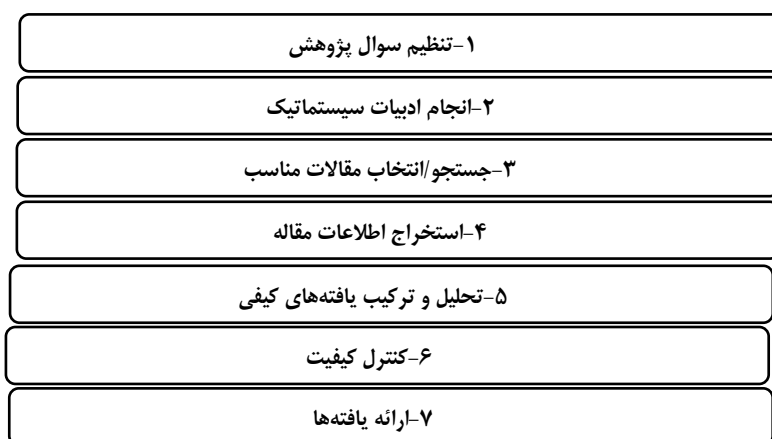 ۱-تنظیم سوال پژوهش
۲-انجام ادبیات سیستماتیک
۳-جستجو/انتخاب مقالات مناسب
۴-استخراج اطلاعات مقاله
۵-تحلیل و ترکیب یافته‌های کیفی
۶-کنترل کیفیت
۷-ارائه یافته‌ها